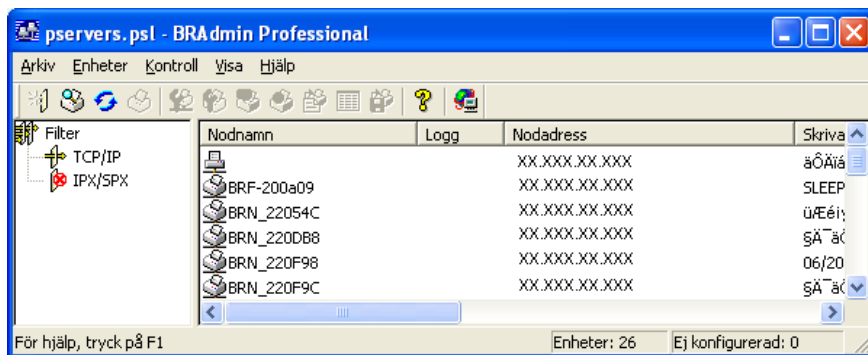 pservers.psl - BRAdmin Professional
Arkiv Enheter Kontroll Visa Hjälp
Filter
TCP/IP
IPX/SPX
Nodnamn Logg Nodadress Skriva
XX.XXX.XX.XXX äÔÄïá
BRF-200a09 XX.XXX.XX.XXX SLEEP
BRN_22054C XX.XXX.XX.XXX
BRN_220DB8 XX.XXX.XX.XXX
BRN_220F98 XX.XXX.XX.XXX 06/20
BRN_220F9C XX.XXX.XX.XXX
För hjälp, tryck på F1 Enheter: 26 Ej konfigurerad: 0